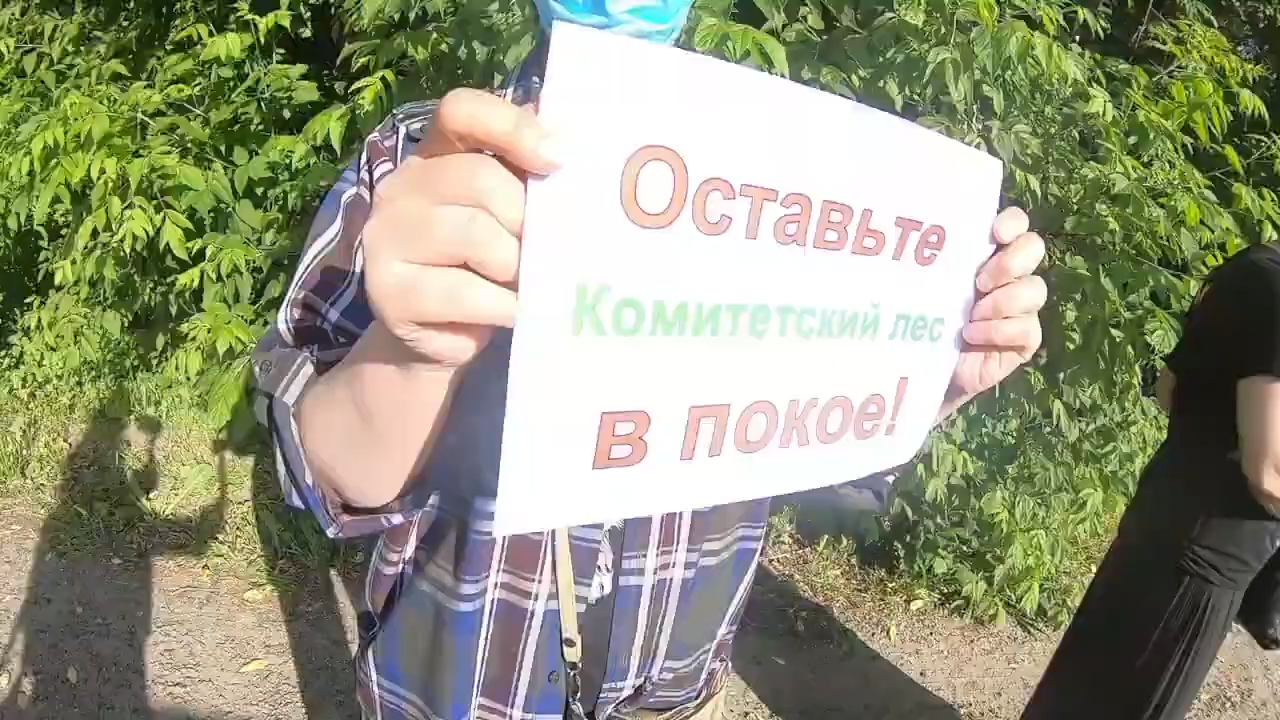 Оставьте
Комитетский лес
в покое!